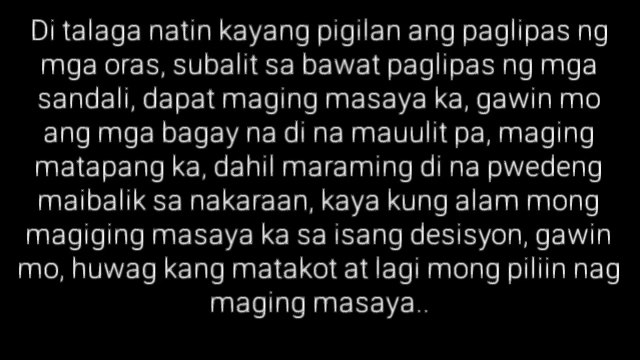 Di talaga natin kayang pigilan ang paglipas ng
mga oras, subalit sa bawat paglipas ng mga
sandali, dapat maging masaya ka, gawin mo
ang mga bagay na di na mauulit pa, maging
matapang ka, dahil maraming di na pwedeng
maibalik sa nakaraan, kaya kung alam mong
magiging masaya ka sa isang desisyon, gawin
mo, huwag kang matakot at lagi mong piliin nag
maging masaya..